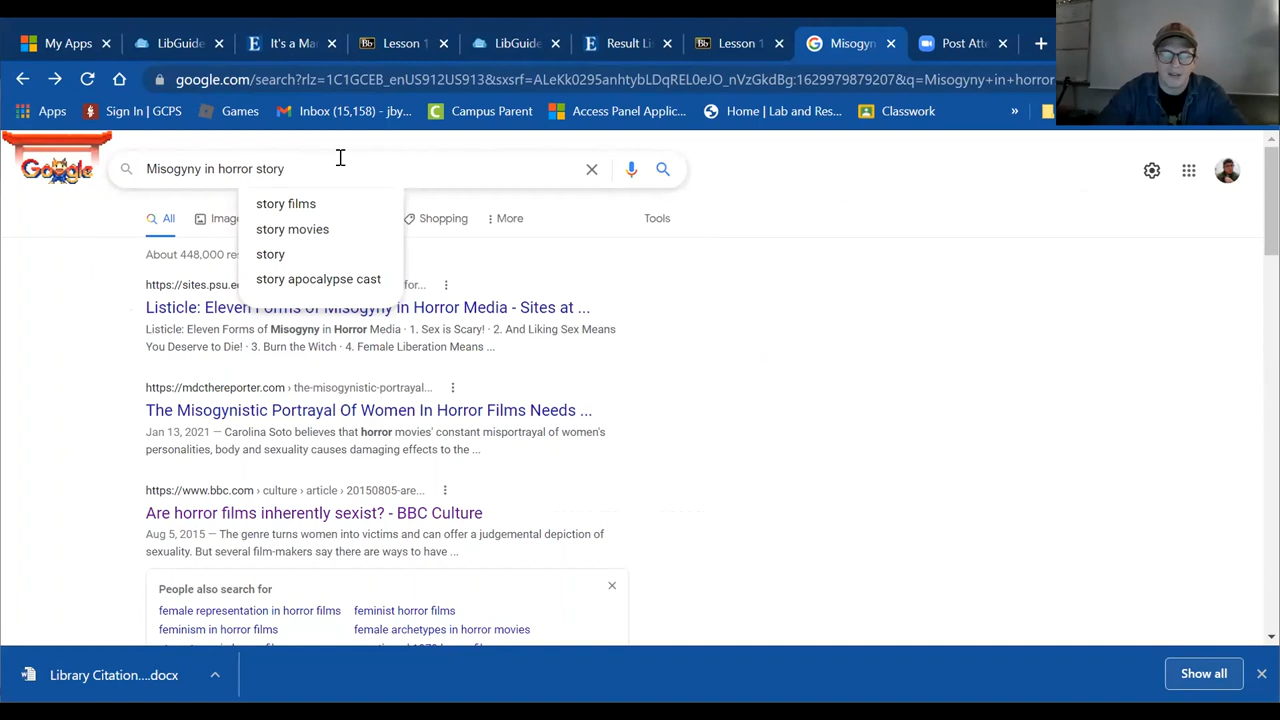 My Apps
LibGuide
It's a Mar
Lesson 1
LibGuide
Result Li
Lesson 1
Misogyn
Post Atte
google.com/search?rlz=1C1GCEB_enUS912US913&sxsrf=ALeKk0295anhtybLDqREL0eJO_nVzGkdBg:1629979879207&q=Misogyny+in+horror
Apps
Sign In | GCPS
Games
Inbox (15,158) - jby...
Campus Parent
Access Panel Applic...
Home | Lab and Res...
Classwork
»
Misogyny in horror story
story films
story movies
story
story apocalypse cast
All
Imag
Shopping
More
Tools
About 448,000 res
https://sites.psu.e
for...
Listicle: Eleven Forms of Misogyny in Horror Media - Sites at ...
Listicle: Eleven Forms of Misogyny in Horror Media · 1. Sex is Scary! · 2. And Liking Sex Means
You Deserve to Die! · 3. Burn the Witch · 4. Female Liberation Means ...
https://mdcthereporter.com › the-misogynistic-portrayal...
The Misogynistic Portrayal Of Women In Horror Films Needs ...
Jan 13, 2021 — Carolina Soto believes that horror movies' constant misportrayal of women's
personalities, body and sexuality causes damaging effects to the ...
https://www.bbc.com › culture › article › 20150805-are...
Are horror films inherently sexist? - BBC Culture
Aug 5, 2015 — The genre turns women into victims and can offer a judgemental depiction of
sexuality. But several film-makers say there are ways to have ...
People also search for
female representation in horror films
feminist horror films
feminism in horror films
female archetypes in horror movies
Library Citation....docx
Show all